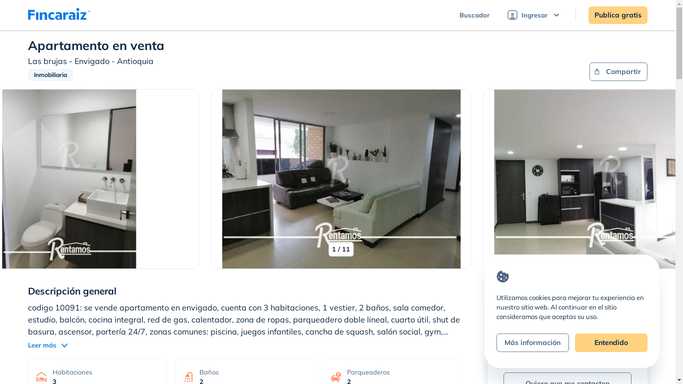 Fincaraiz
Buscador
Ingresar
Publica gratis
Apartamento en venta
Las brujas - Envigado - Antioquia
Inmobiliaria
Compartir
R
Rentamos
R
Rentamos
1 / 11
R
Rentamos
Descripción general
codigo 10091: se vende apartamento en envigado, cuenta con 3 habitaciones, 1 vestier, 2 baños, sala comedor,
estudio, balcón, cocina integral, red de gas, calentador, zona de ropas, parqueadero doble lineal, cuarto útil, shut de
basura, ascensor, portería 24/7, zonas comunes: piscina, juegos infantiles, cancha de squash, salón social, gym,...
Leer más
Habitaciones
3
Baños
2
Parqueaderos
2
Utilizamos cookies para mejorar tu experiencia en
nuestro sitio web. Al continuar en el sitio
consideramos que aceptas su uso.
Más información
Entendido
Quiero que me contacten